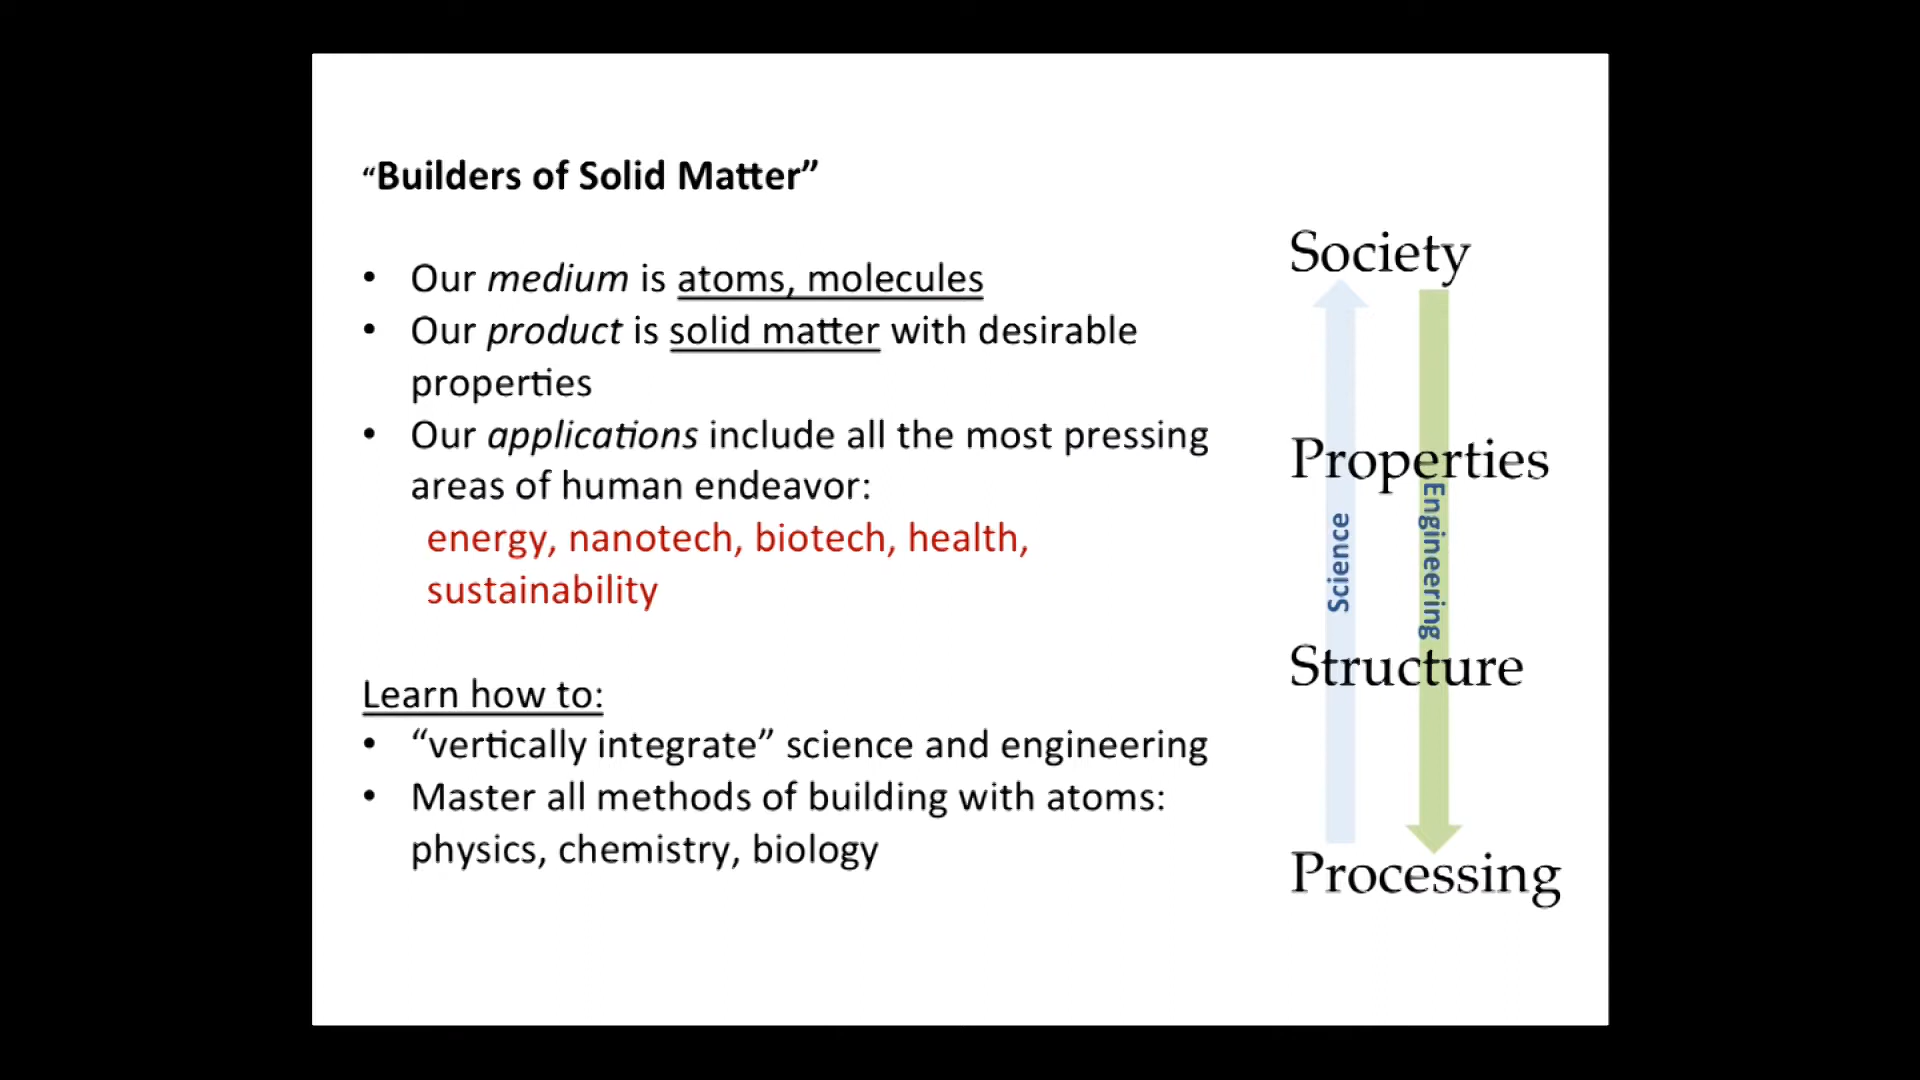 “Builders of Solid Matter”
• Our medium is atoms, molecules
• Our product is solid matter with desirable
properties
• Our applications include all the most pressing
areas of human endeavor:
energy, nanotech, biotech, health,
sustainability
Learn how to:
• “vertically integrate” science and engineering
• Master all methods of building with atoms:
physics, chemistry, biology
Society
Properties
Science
Engineering
Structure
Processing